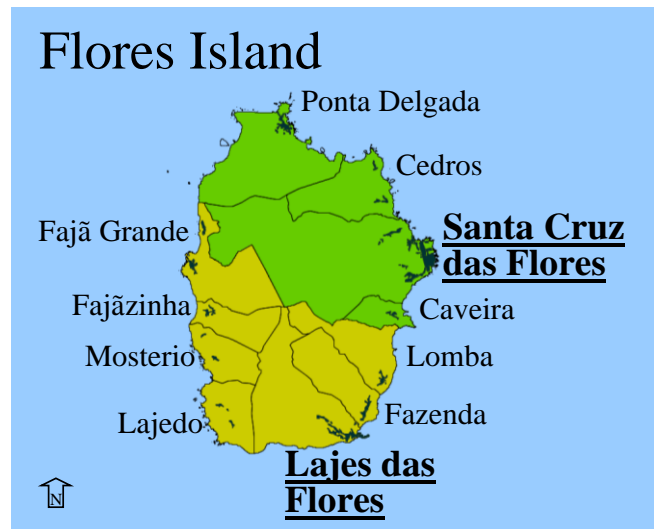 Flores Island
Ponta Delgada
Cedros
Fajã Grande
Santa Cruz
das Flores
Fajãzinha
Caveira
Mosterio
Lomba
Lajedo
Fazenda
Lajes das
Flores
N